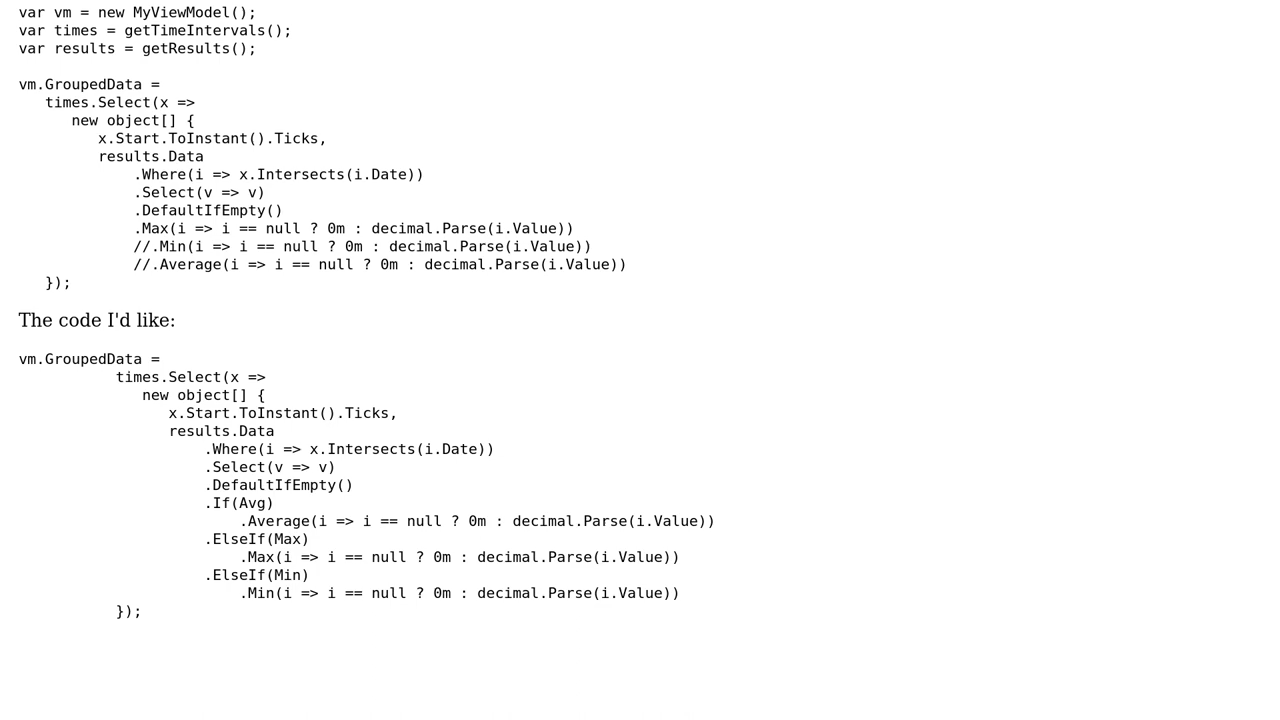 var vm = new MyViewModel();
var times = getTimeIntervals();
var results = getResults();

vm.GroupedData =
   times.Select(x =>
      new object[] {
         x.Start.ToInstant().Ticks,
         results.Data
             .Where(i => x.Intersects(i.Date))
             .Select(v => v)
             .DefaultIfEmpty()
             .Max(i => i == null ? 0m : decimal.Parse(i.Value))
             //.Min(i => i == null ? 0m : decimal.Parse(i.Value))
             //.Average(i => i == null ? 0m : decimal.Parse(i.Value))
   });

The code I'd like:

vm.GroupedData =
           times.Select(x =>
              new object[] {
                 x.Start.ToInstant().Ticks,
                 results.Data
                     .Where(i => x.Intersects(i.Date))
                     .Select(v => v)
                     .DefaultIfEmpty()
                     .If(Avg)
                         .Average(i => i == null ? 0m : decimal.Parse(i.Value))
                     .ElseIf(Max)
                         .Max(i => i == null ? 0m : decimal.Parse(i.Value))
                     .ElseIf(Min)
                         .Min(i => i == null ? 0m : decimal.Parse(i.Value))
           });